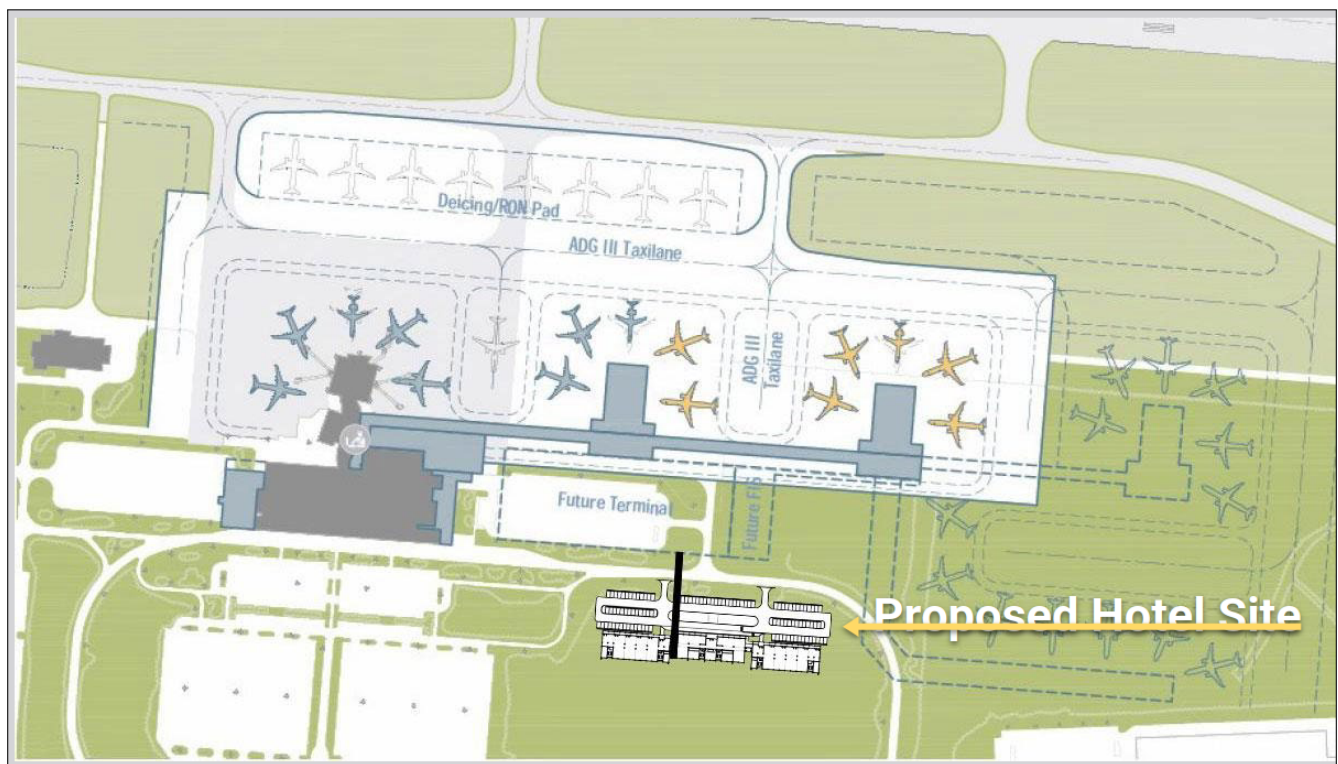 Deicing/RON Pad
ADG III Taxilane
ADG III
Taxilane
Future Terminal
Future FIS
Proposed Hotel Site